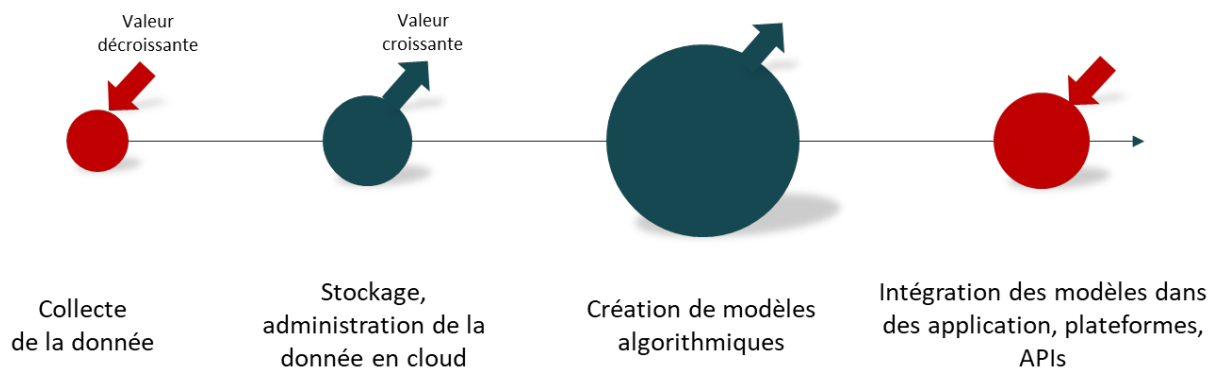 Valeur
décroissante
Valeur
croissante
Collecte
de la donnée
Stockage,
administration de la
donnée en cloud
Création de modèles
algorithmiques
Intégration des modèles dans
des application, plateformes,
APIs